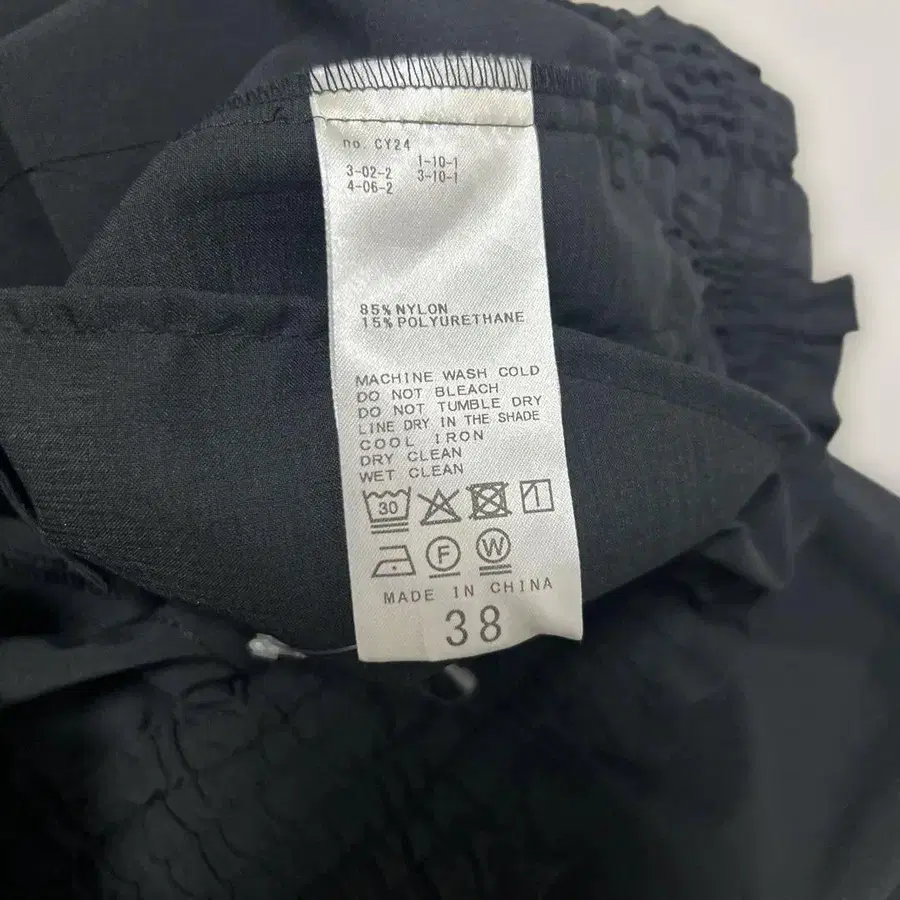 no. CY24
1-10-1
3-02-2 3-10-1
4-06-2
85% NYLON
15% POLYURETHANE
MACHINE WASH COLD
DO NOT BLEACH
DO NOT TUMBLE DRY
LINE DRY IN THE SHADE
COOL IRON
DRY CLEAN
WET CLEAN
30
F W
MADE IN CHINA
38